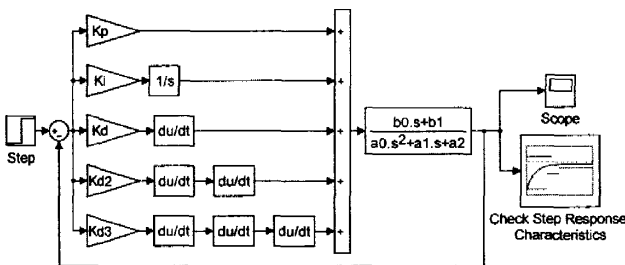 Kp
+
Ki
1/s
+
Step
+
-
Kd
du/dt
+
b0.s+b1
a0.s²+a1.s+a2
Scope
Kd2
du/dt
du/dt
+
Kd3
du/dt
du/dt
du/dt
+
Check Step Response
Characteristics